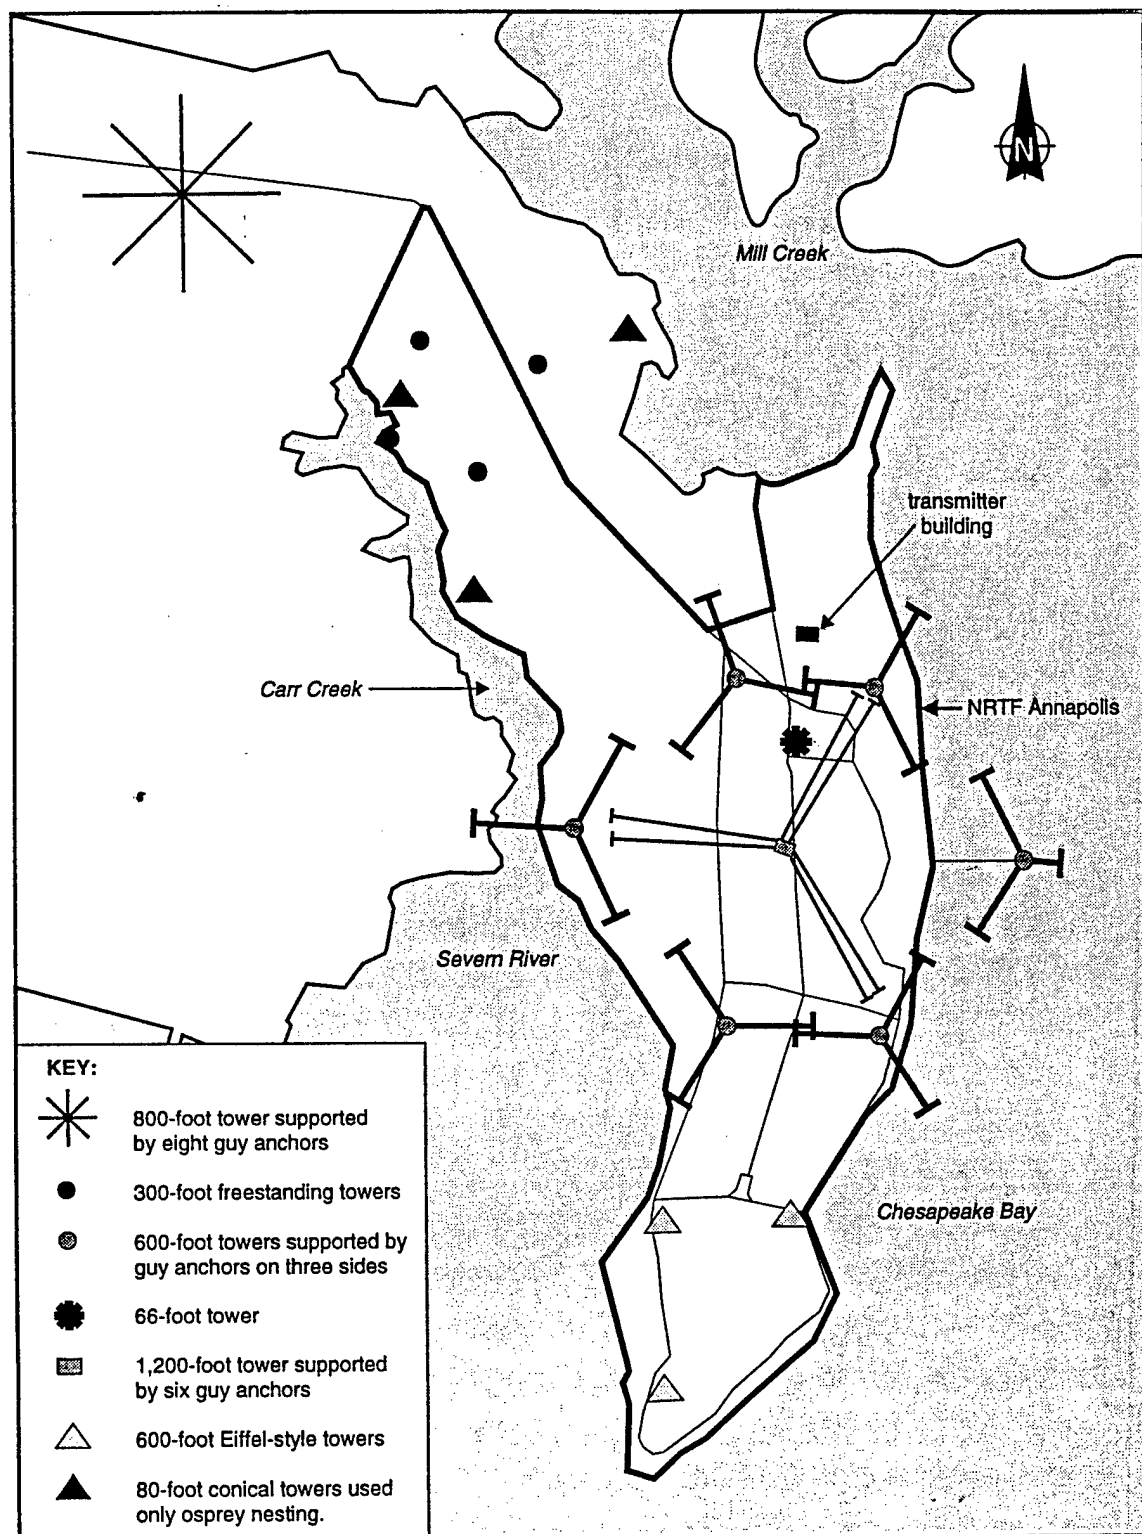 N
Mill Creek
transmitter
building
Carr Creek
NRTF Annapolis
Severn River
Chesapeake Bay
KEY:
800-foot tower supported
by eight guy anchors
300-foot freestanding towers
600-foot towers supported by
guy anchors on three sides
66-foot tower
1,200-foot tower supported
by six guy anchors
600-foot Eiffel-style towers
80-foot conical towers used
only osprey nesting.